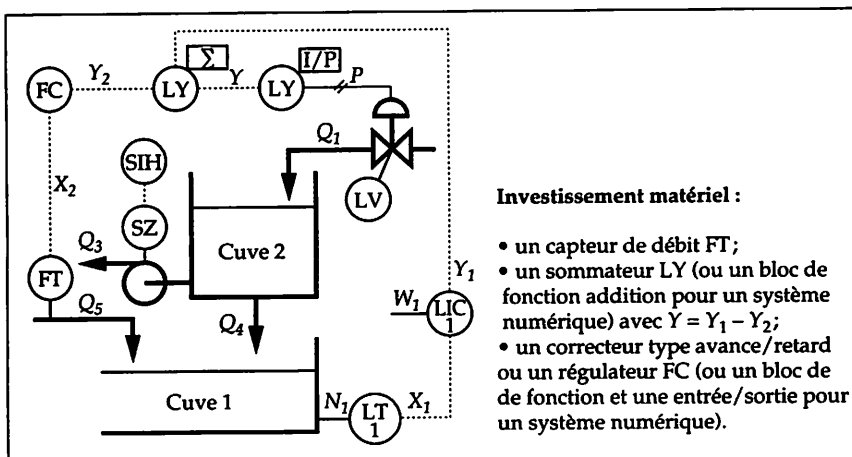 Σ
I/P
FC
Y₂
LY
Y
LY
P
Q₁
SIH
X₂
SZ
LV
Q₃
Cuve 2
FT
Q₅
Q₄
Y₁
W₁
LIC
1
Cuve 1
N₁
LT
1
X₁
Investissement matériel :
• un capteur de débit FT;
• un sommateur LY (ou un bloc de
fonction addition pour un système
numérique) avec Y = Y₁ – Y₂;
• un correcteur type avance/retard
ou un régulateur FC (ou un bloc de
de fonction et une entrée/sortie pour
un système numérique).